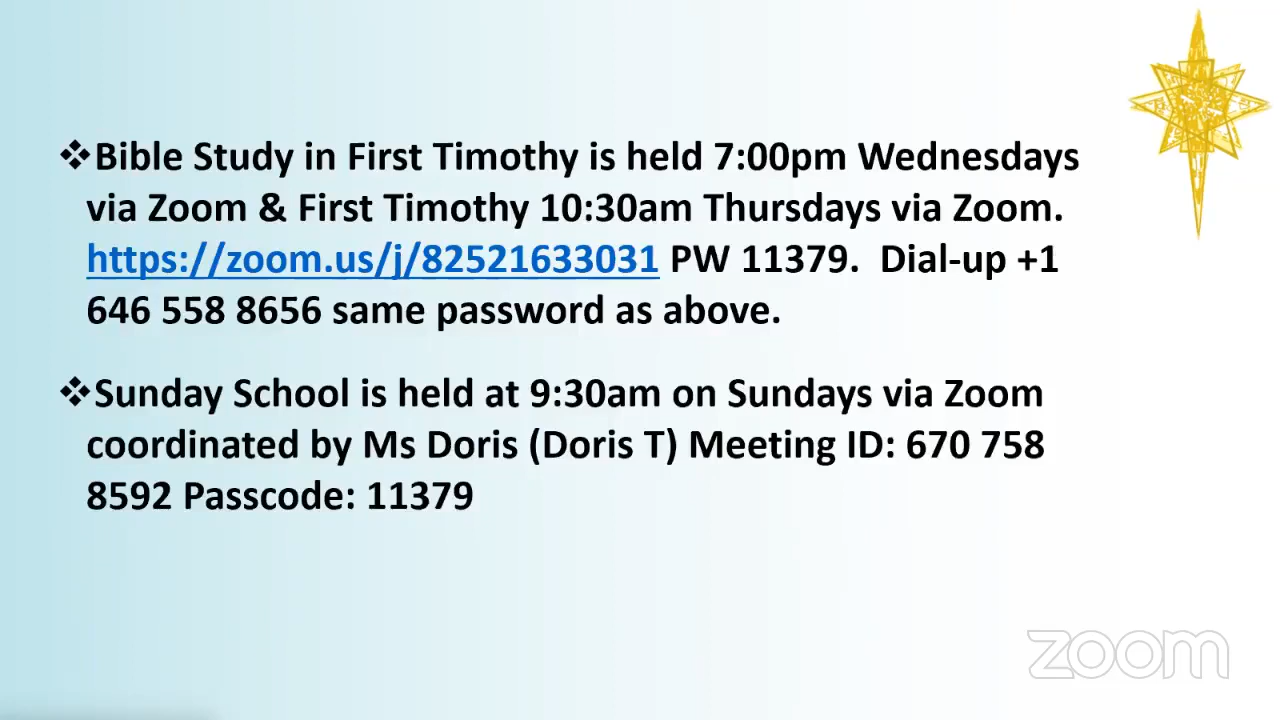 ❖Bible Study in First Timothy is held 7:00pm Wednesdays
via Zoom & First Timothy 10:30am Thursdays via Zoom.
https://zoom.us/j/82521633031 PW 11379.  Dial-up +1
646 558 8656 same password as above.
❖Sunday School is held at 9:30am on Sundays via Zoom
coordinated by Ms Doris (Doris T) Meeting ID: 670 758
8592 Passcode: 11379
zoom